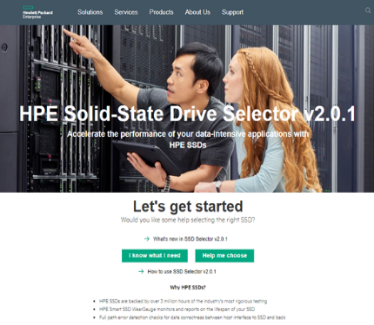 Hewlett Packard
Enterprise
Solutions Services Products About Us Support
HPE Solid-State Drive Selector v2.0.1
Accelerate the performance of your data-intensive applications with
HPE SSDs
Let's get started
Would you like some help selecting the right SSD?
What's new in SSD Selector v2.0.1
I know what I need Help me choose
How to use SSD Selector v2.0.1
Why HPE SSDs?
HPE SSDs are backed by over 3 million hours of the industry's most rigorous testing
HPE Smart SSD WearGauge monitors and reports on the lifespan of your SSD
Full path error detection checks for data correctness between host interface to SSD and back